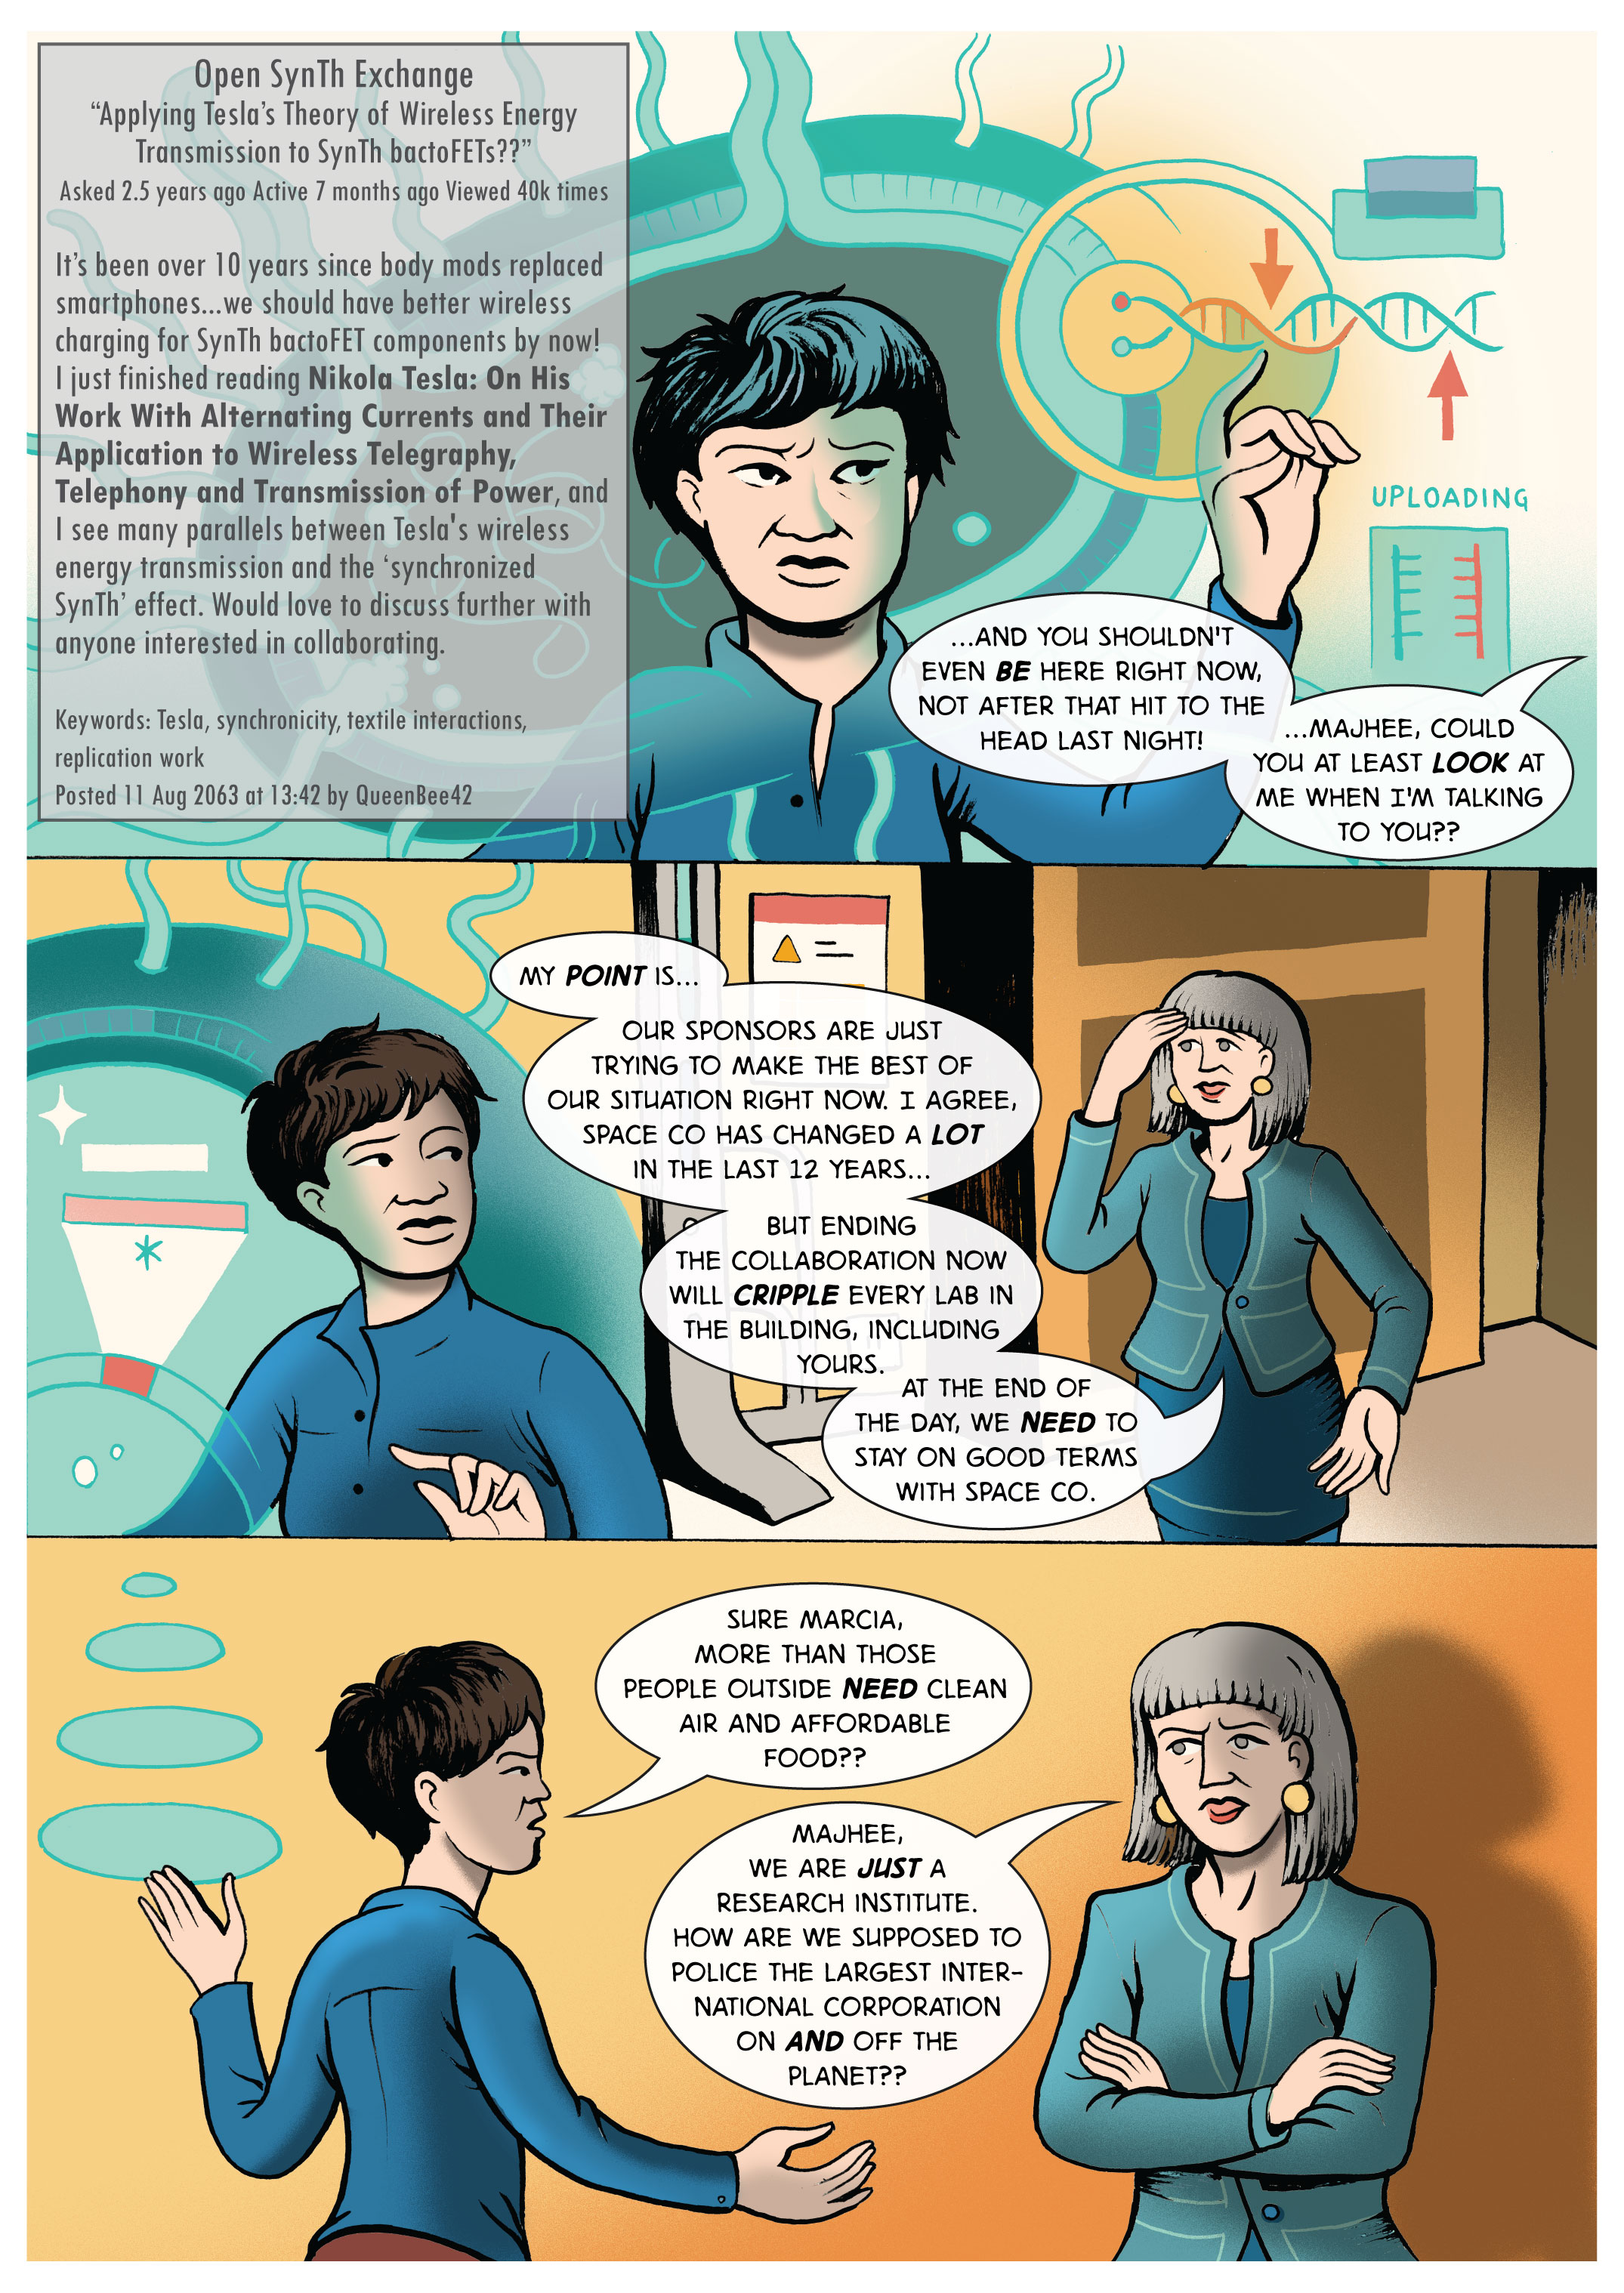 Open SynTh Exchange
“Applying Tesla’s Theory of Wireless Energy
Transmission to SynTh bactoFETs??”
Asked 2.5 years ago Active 7 months ago Viewed 40k times
It’s been over 10 years since body mods replaced
smartphones...we should have better wireless
charging for SynTh bactoFET components by now!
I just finished reading Nikola Tesla: On His
Work With Alternating Currents and Their
Application to Wireless Telegraphy,
Telephony and Transmission of Power, and
I see many parallels between Tesla's wireless
energy transmission and the ‘synchronized
SynTh’ effect. Would love to discuss further with
anyone interested in collaborating.
Keywords: Tesla, synchronicity, textile interactions,
replication work
Posted 11 Aug 2063 at 13:42 by QueenBee42
UPLOADING
...AND YOU SHOULDN'T
EVEN BE HERE RIGHT NOW,
NOT AFTER THAT HIT TO THE
HEAD LAST NIGHT!
...MAJHEE, COULD
YOU AT LEAST LOOK AT
ME WHEN I'M TALKING
TO YOU??
MY POINT IS...
OUR SPONSORS ARE JUST
TRYING TO MAKE THE BEST OF
OUR SITUATION RIGHT NOW. I AGREE,
SPACE CO HAS CHANGED A LOT
IN THE LAST 12 YEARS...
BUT ENDING
THE COLLABORATION NOW
WILL CRIPPLE EVERY LAB IN
THE BUILDING, INCLUDING
YOURS.
AT THE END OF
THE DAY, WE NEED TO
STAY ON GOOD TERMS
WITH SPACE CO.
SURE MARCIA,
MORE THAN THOSE
PEOPLE OUTSIDE NEED CLEAN
AIR AND AFFORDABLE
FOOD??
MAJHEE,
WE ARE JUST A
RESEARCH INSTITUTE.
HOW ARE WE SUPPOSED TO
POLICE THE LARGEST INTER-
NATIONAL CORPORATION
ON AND OFF THE
PLANET??